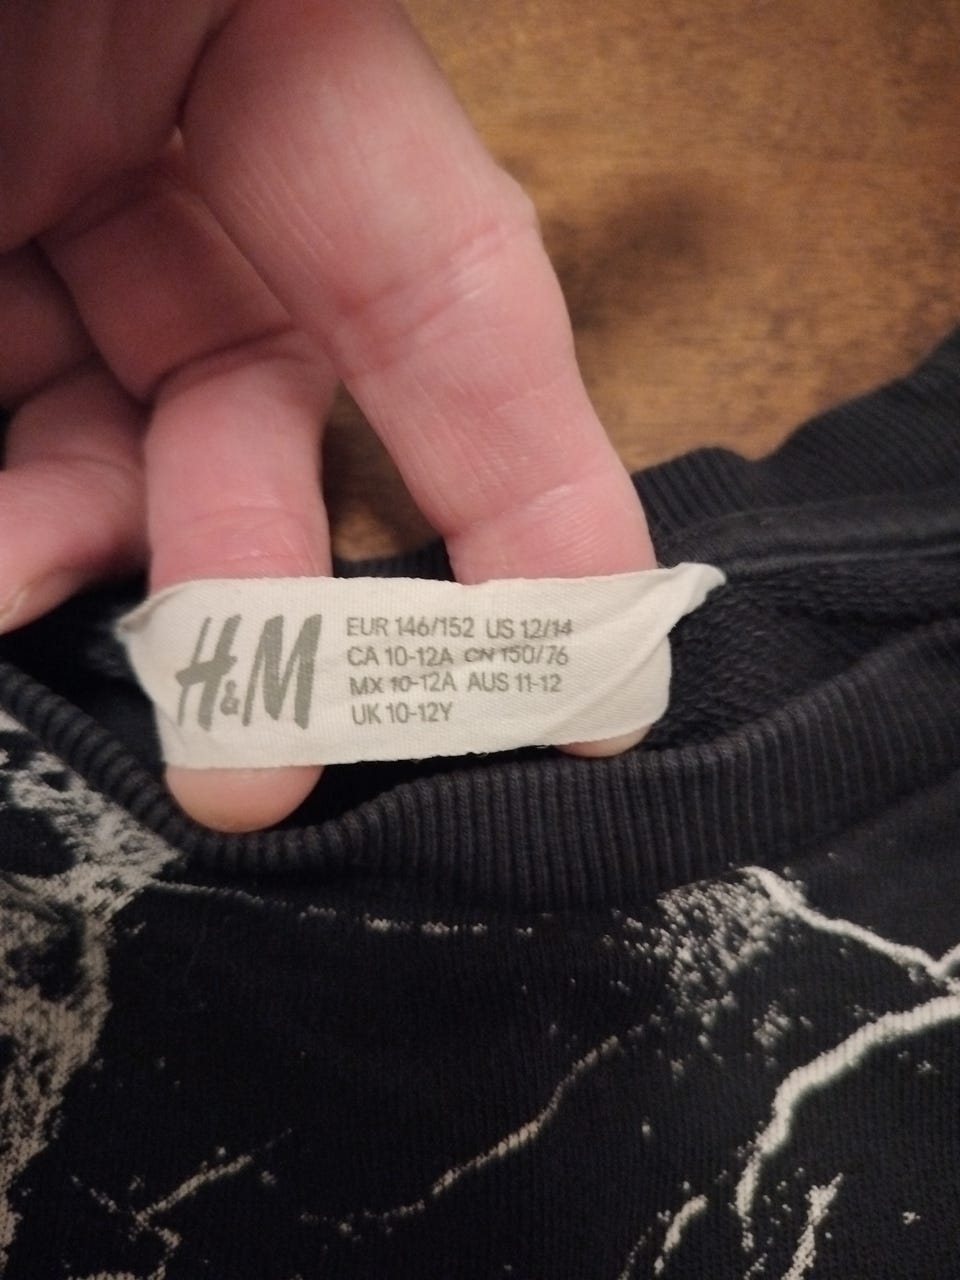 H&M
EUR 146/152 US 12/14
CA 10-12A CN 150/76
MX 10-12A AUS 11-12
UK 10-12Y